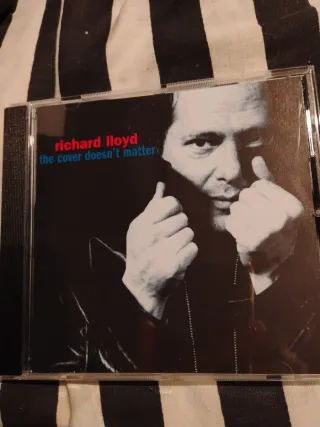 richard lloyd
the cover doesn't matter